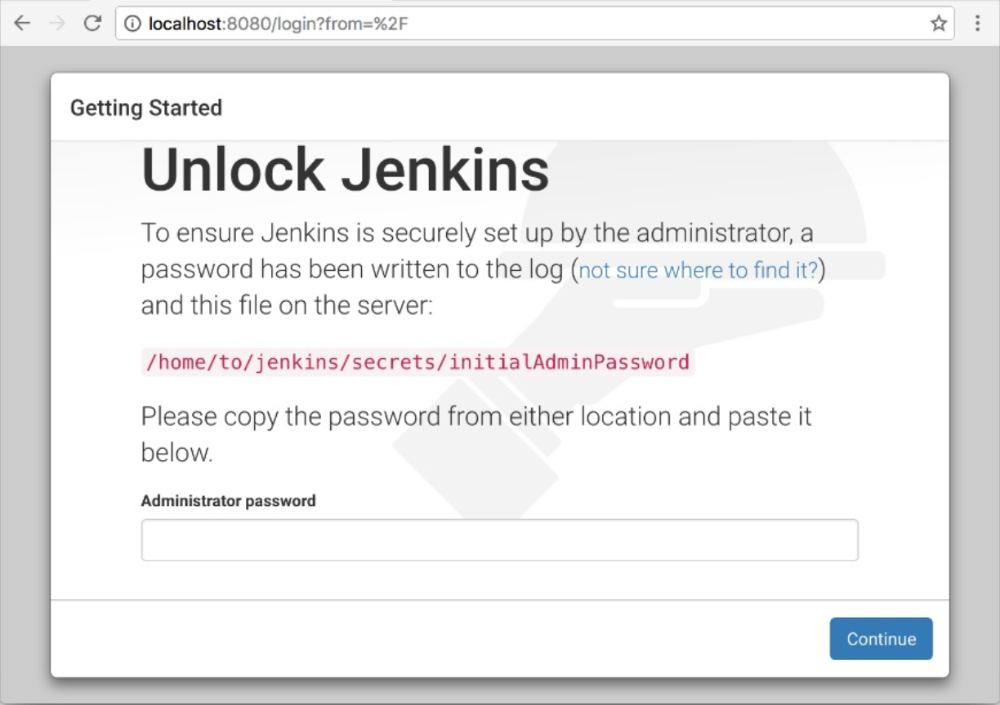 localhost:8080/login?from=%2F
Getting Started
Unlock Jenkins
To ensure Jenkins is securely set up by the administrator, a
password has been written to the log (not sure where to find it?)
and this file on the server:
/home/to/jenkins/secrets/initialAdminPassword
Please copy the password from either location and paste it
below.
Administrator password
Continue